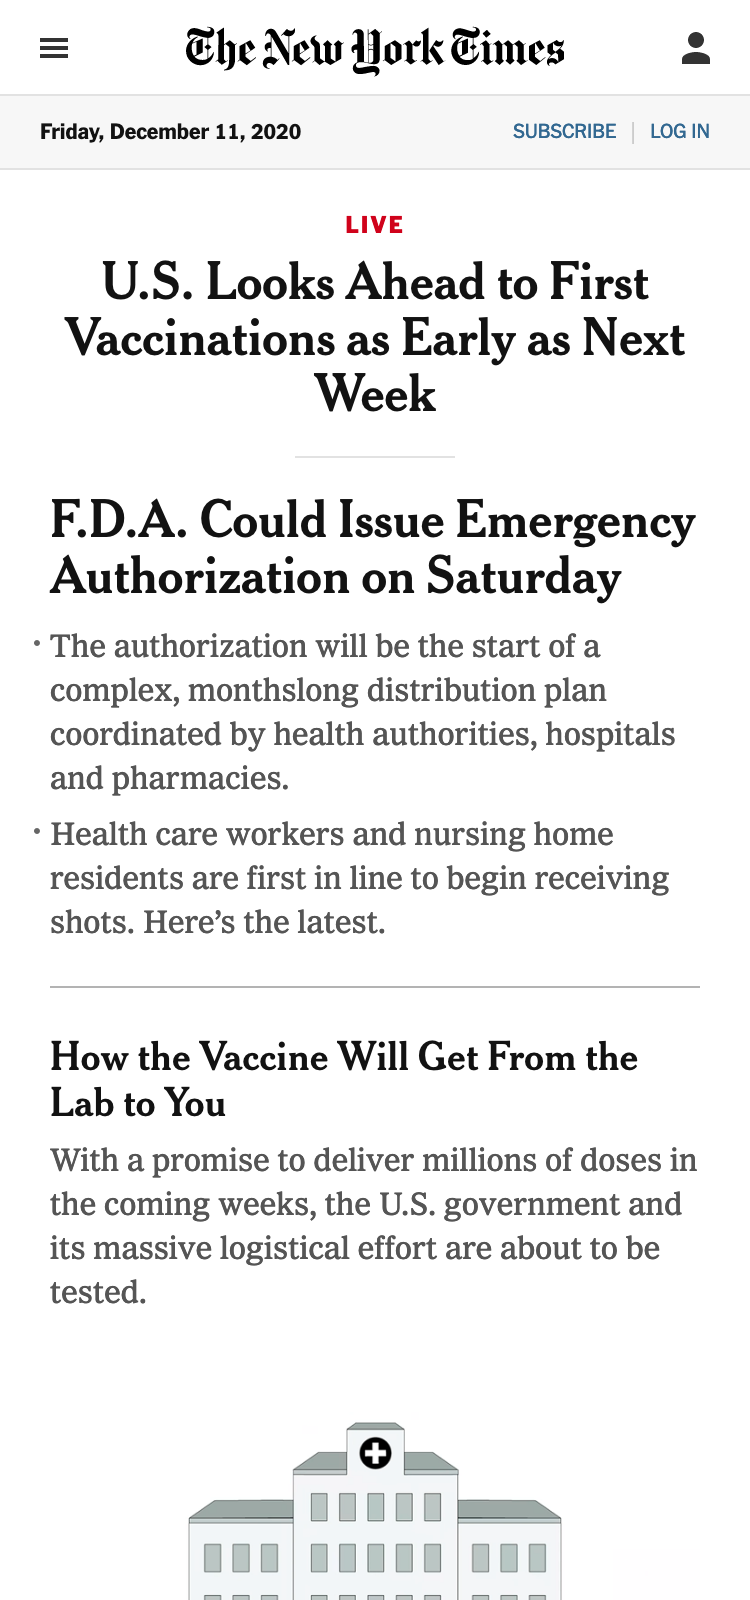 The New York Times
Friday, December 11, 2020
SUBSCRIBE | LOG IN
LIVE
U.S. Looks Ahead to First
Vaccinations as Early as Next
Week
F.D.A. Could Issue Emergency
Authorization on Saturday
• The authorization will be the start of a
complex, monthslong distribution plan
coordinated by health authorities, hospitals
and pharmacies.
• Health care workers and nursing home
residents are first in line to begin receiving
shots. Here’s the latest.
How the Vaccine Will Get From the
Lab to You
With a promise to deliver millions of doses in
the coming weeks, the U.S. government and
its massive logistical effort are about to be
tested.